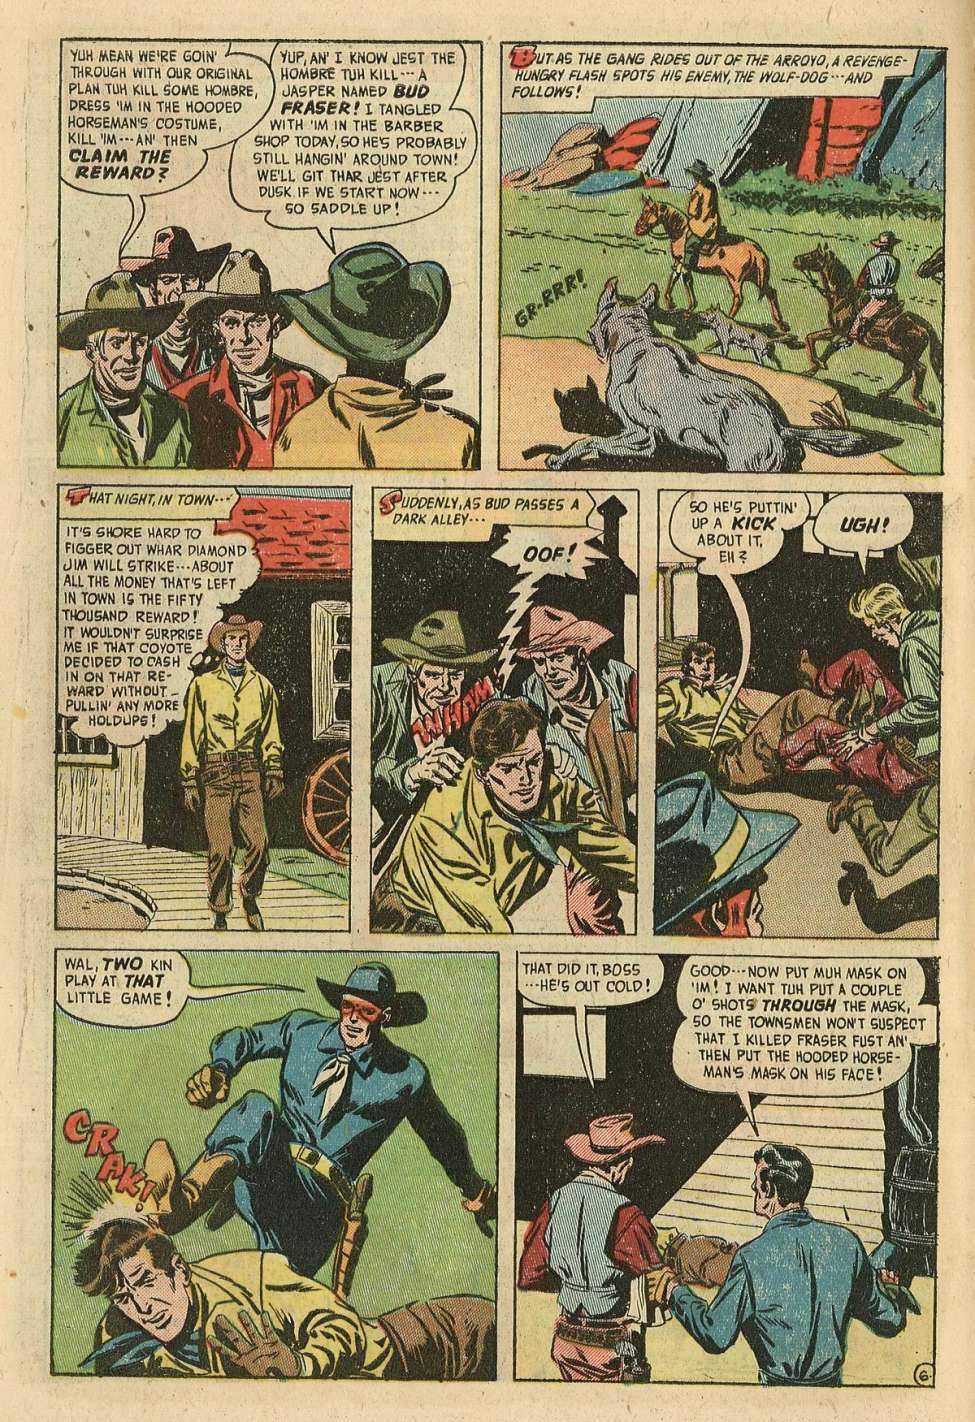 YUH MEAN WE'RE GOIN'
THROUGH WITH OUR ORIGINAL
PLAN TUH KILL SOME HOMBRE,
DRESS 'IM IN THE HOODED
HORSEMAN'S COSTUME,
KILL 'IM---AN' THEN
CLAIM THE
REWARD?
YUP, AN' I KNOW JEST THE
HOMBRE TUH KILL--- A
JASPER NAMED BUD
FRASER! I TANGLED
WITH 'IM IN THE BARBER
SHOP TODAY, SO HE'S PROBABLY
STILL HANGIN' AROUND TOWN!
WE'LL GIT THAR JEST AFTER
DUSK IF WE START NOW---
SO SADDLE UP!
BUT AS THE GANG RIDES OUT OF THE ARROYO, A REVENGE-
HUNGRY FLASH SPOTS HIS ENEMY, THE WOLF-DOG---AND
FOLLOWS!
GR-RRR!
THAT NIGHT, IN TOWN---
IT'S SHORE HARD TO
FIGGER OUT WHAR DIAMOND
JIM WILL STRIKE---ABOUT
ALL THE MONEY THAT'S LEFT
IN TOWN IS THE FIFTY
THOUSAND REWARD!
IT WOULDN'T SURPRISE
ME IF THAT COYOTE
DECIDED TO CASH
IN ON THAT RE-
WARD WITHOUT
PULLIN' ANY MORE
HOLDUPS!
SUDDENLY, AS BUD PASSES A
DARK ALLEY---
OOF!
WHAM
SO HE'S PUTTIN'
UP A KICK
ABOUT IT,
EH?
UGH!
WAL, TWO KIN
PLAY AT THAT
LITTLE GAME!
CRAK!
THAT DID IT, BOSS
---HE'S OUT COLD!
GOOD---NOW PUT MUH MASK ON
'IM! I WANT TUH PUT A COUPLE
O' SHOTS THROUGH THE MASK,
SO THE TOWNSMEN WON'T SUSPECT
THAT I KILLED FRASER FUST AN'
THEN PUT THE HOODED HORSE-
MAN'S MASK ON HIS FACE!
6